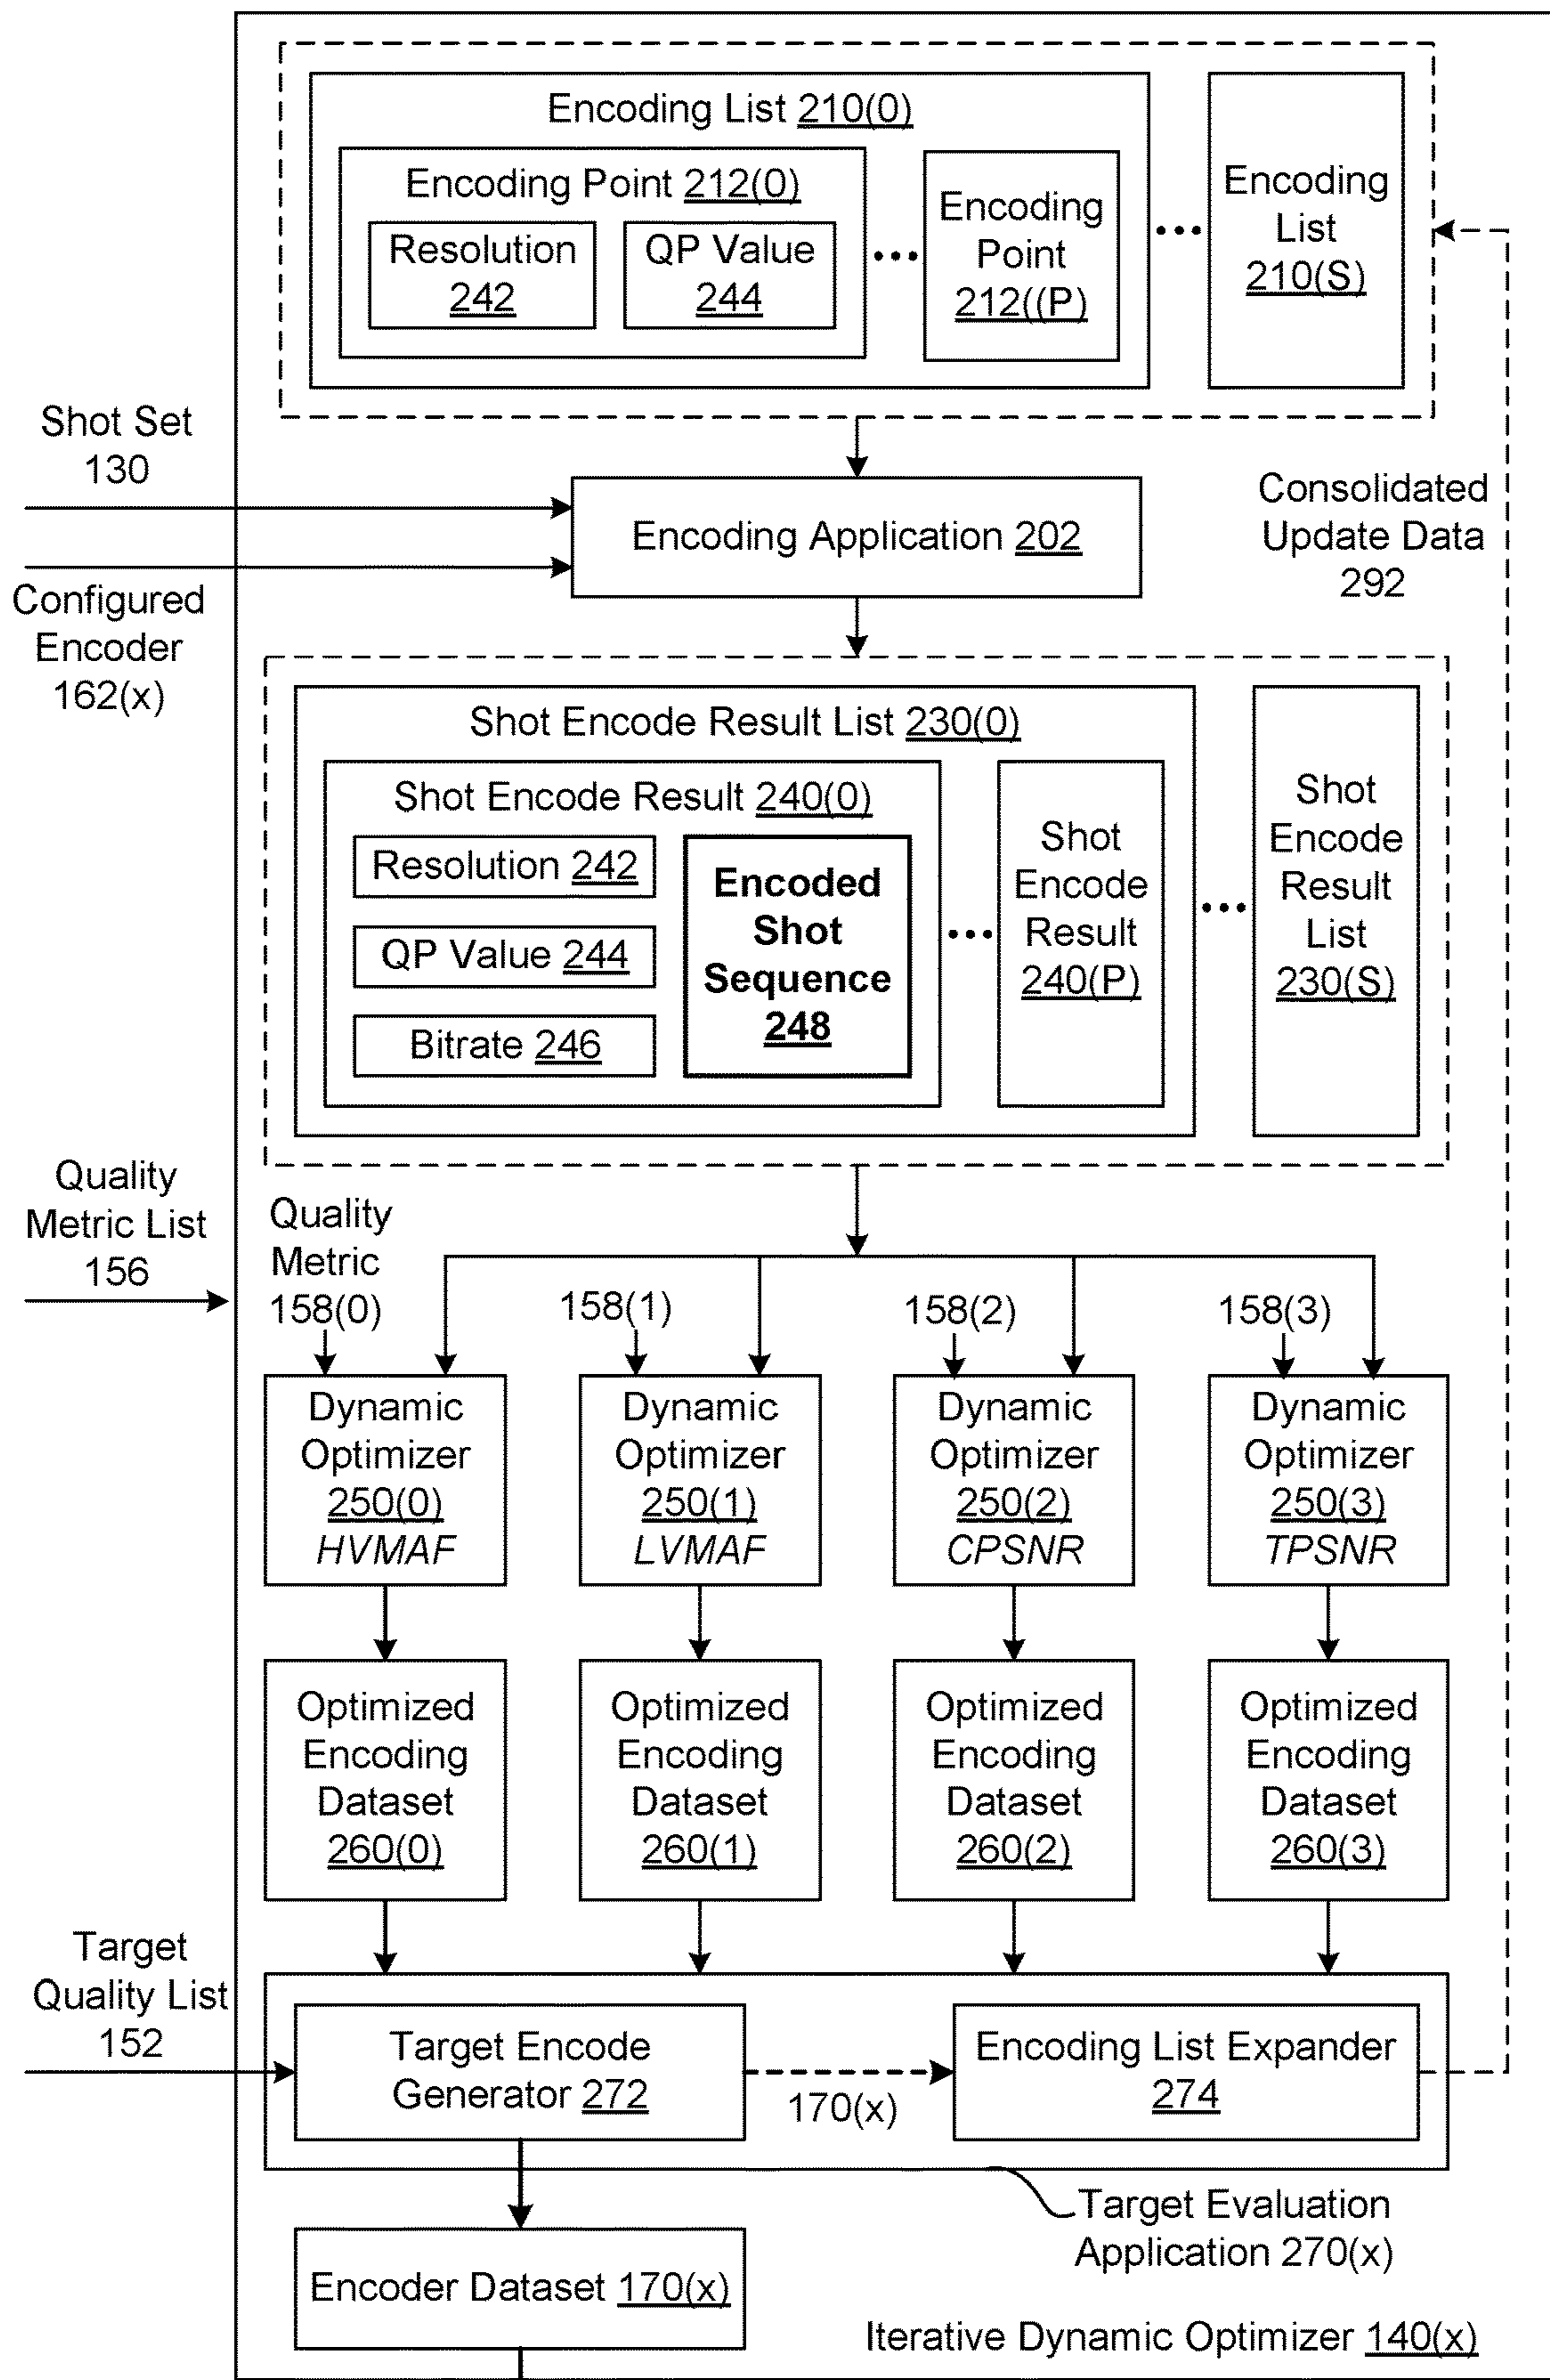 Encoding List 210(0)
Encoding Point 212(0)
Resolution
242
QP Value
244
Encoding
Point
212((P)
Encoding
List
210(S)
Shot Set
130
Encoding Application 202
Configured
Encoder
162(x)
Consolidated
Update Data
292
Shot Encode Result List 230(0)
Shot Encode Result 240(0)
Resolution 242
QP Value 244
Bitrate 246
Encoded
Shot
Sequence
248
Shot
Encode
Result
240(P)
Shot
Encode
Result
List
230(S)
Quality
Metric List
156
Quality
Metric
158(0)
158(1)
158(2)
158(3)
Dynamic
Optimizer
250(0)
HVMAF
Dynamic
Optimizer
250(1)
LVMAF
Dynamic
Optimizer
250(2)
CPSNR
Dynamic
Optimizer
250(3)
TPSNR
Optimized
Encoding
Dataset
260(0)
Optimized
Encoding
Dataset
260(1)
Optimized
Encoding
Dataset
260(2)
Optimized
Encoding
Dataset
260(3)
Target
Quality List
152
Target Encode
Generator 272
170(x)
Encoding List Expander
274
Target Evaluation
Application 270(x)
Encoder Dataset 170(x)
Iterative Dynamic Optimizer 140(x)